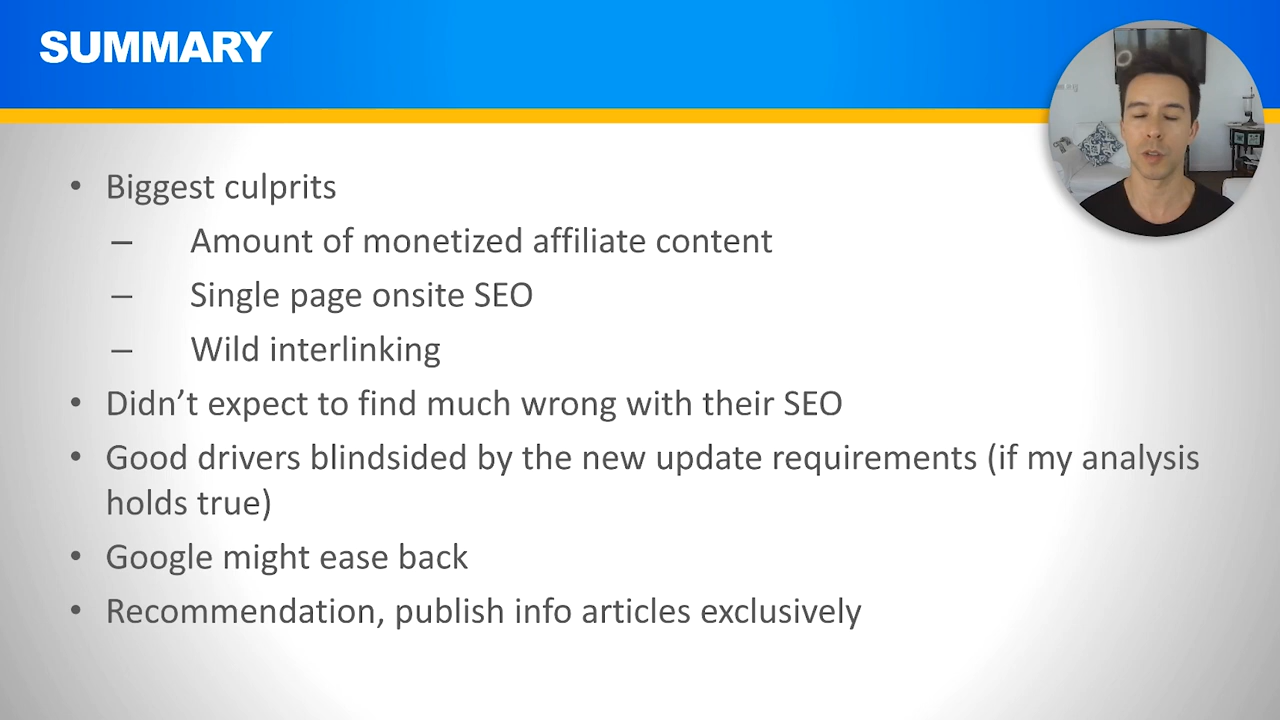 SUMMARY
• Biggest culprits
– Amount of monetized affiliate content
– Single page onsite SEO
– Wild interlinking
• Didn’t expect to find much wrong with their SEO
• Good drivers blindsided by the new update requirements (if my analysis
holds true)
• Google might ease back
• Recommendation, publish info articles exclusively